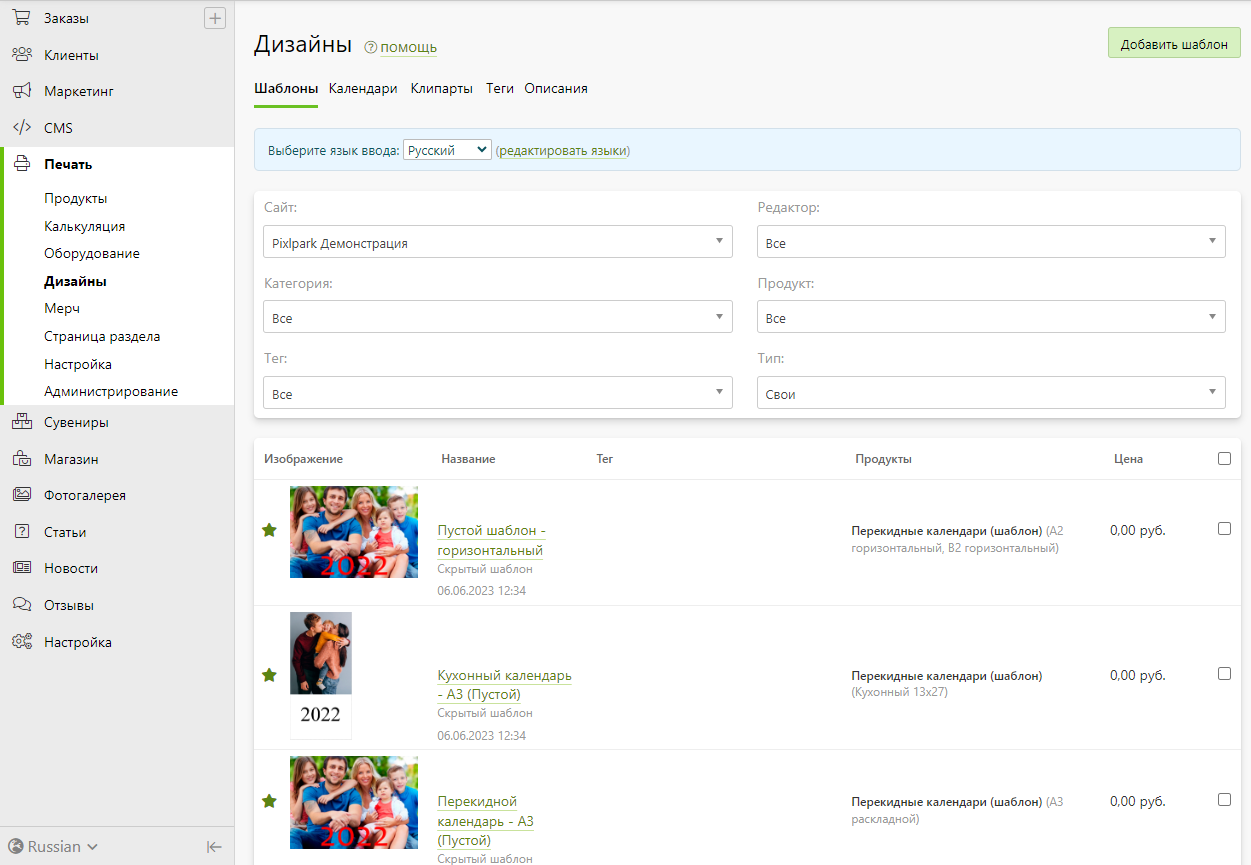 Заказы
Клиенты
Маркетинг
CMS
Печать
Продукты
Калькуляция
Оборудование
Дизайны
Мерч
Страница раздела
Настройка
Администрирование
Сувениры
Магазин
Фотогалерея
Статьи
Новости
Отзывы
Настройка
Russian
Дизайны ? помощь
Добавить шаблон
Шаблоны Календари Клипарты Теги Описания
Выберите язык ввода: Русский (редактировать языки)
Сайт: Редактор:
Pixlpark Демонстрация Все
Категория: Продукт:
Все Все
Тег: Тип:
Все Свои
Изображение Название Тег Продукты Цена
2022
Пустой шаблон -
горизонтальный
Скрытый шаблон
06.06.2023 12:34
Перекидные календари (шаблон) (A2
горизонтальный, B2 горизонтальный)
0,00 руб.
2022
Кухонный календарь
- A3 (Пустой)
Скрытый шаблон
06.06.2023 12:34
Перекидные календари (шаблон)
(Кухонный 13x27)
0,00 руб.
2022
Перекидной
календарь - A3
(Пустой)
Скрытый шаблон
Перекидные календари (шаблон) (A3
раскладной)
0,00 руб.